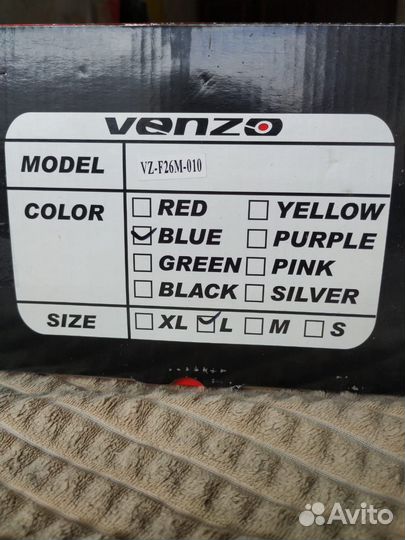 venzo
MODEL VZ-F26M-010
COLOR
RED YELLOW
BLUE PURPLE
GREEN PINK
BLACK SILVER
SIZE XL L M S
Avito